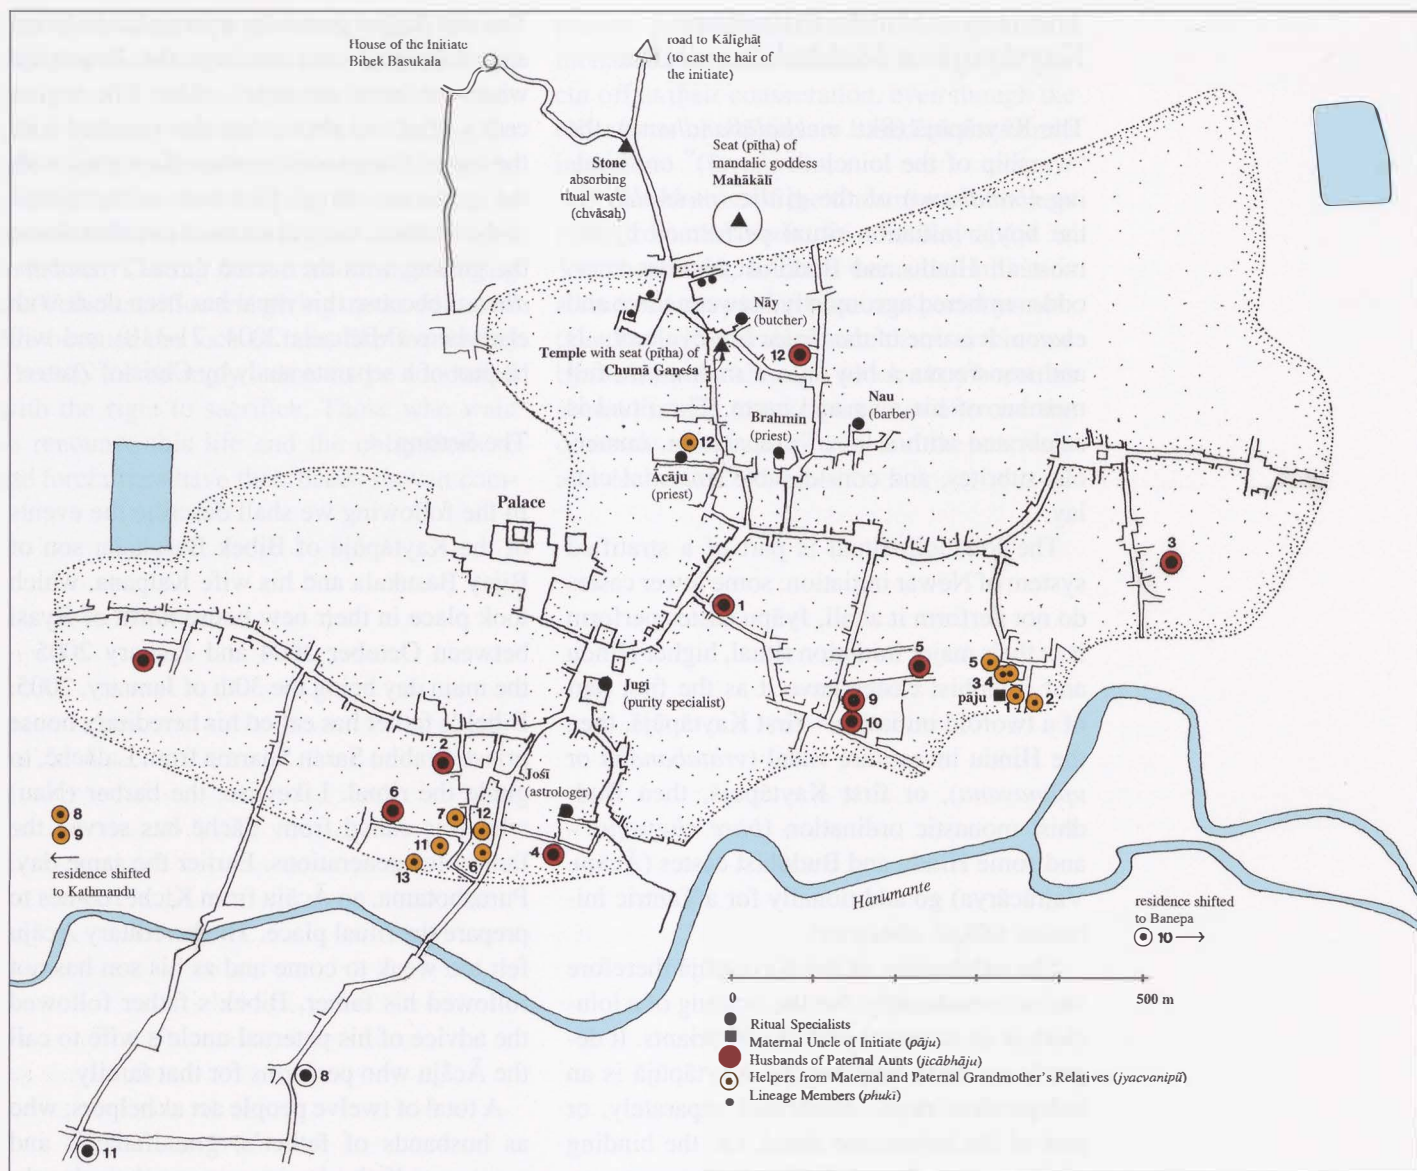 House of the Initiate
Bibek Basukala
road to Kālīghāṭ
(to cast the hair of
the initiate)
Stone
absorbing
ritual waste
(chvāsaḥ)
Seat (pīṭha) of
maṇḍalic goddess
Mahākālī
Nāy
(butcher)
Temple with seat (pīṭha) of
Chumā Gaṇeśa
12
Nau
(barber)
Brahmin
(priest)
12
Ācāju
(priest)
Palace
3
1
7
5
5
3 4
pāju
1
2
9
10
Jugi
(purity specialist)
2
Jośī
(astrologer)
6
7
12
11
13
6
4
8
9
residence shifted
to Kathmandu
Hanumante
residence shifted
to Banepa
10
0
500 m
Ritual Specialists
Maternal Uncle of Initiate (pāju)
Husbands of Paternal Aunts (jicābhāju)
Helpers from Maternal and Paternal Grandmother's Relatives (jyacvanipū)
Lineage Members (phukī)
8
11